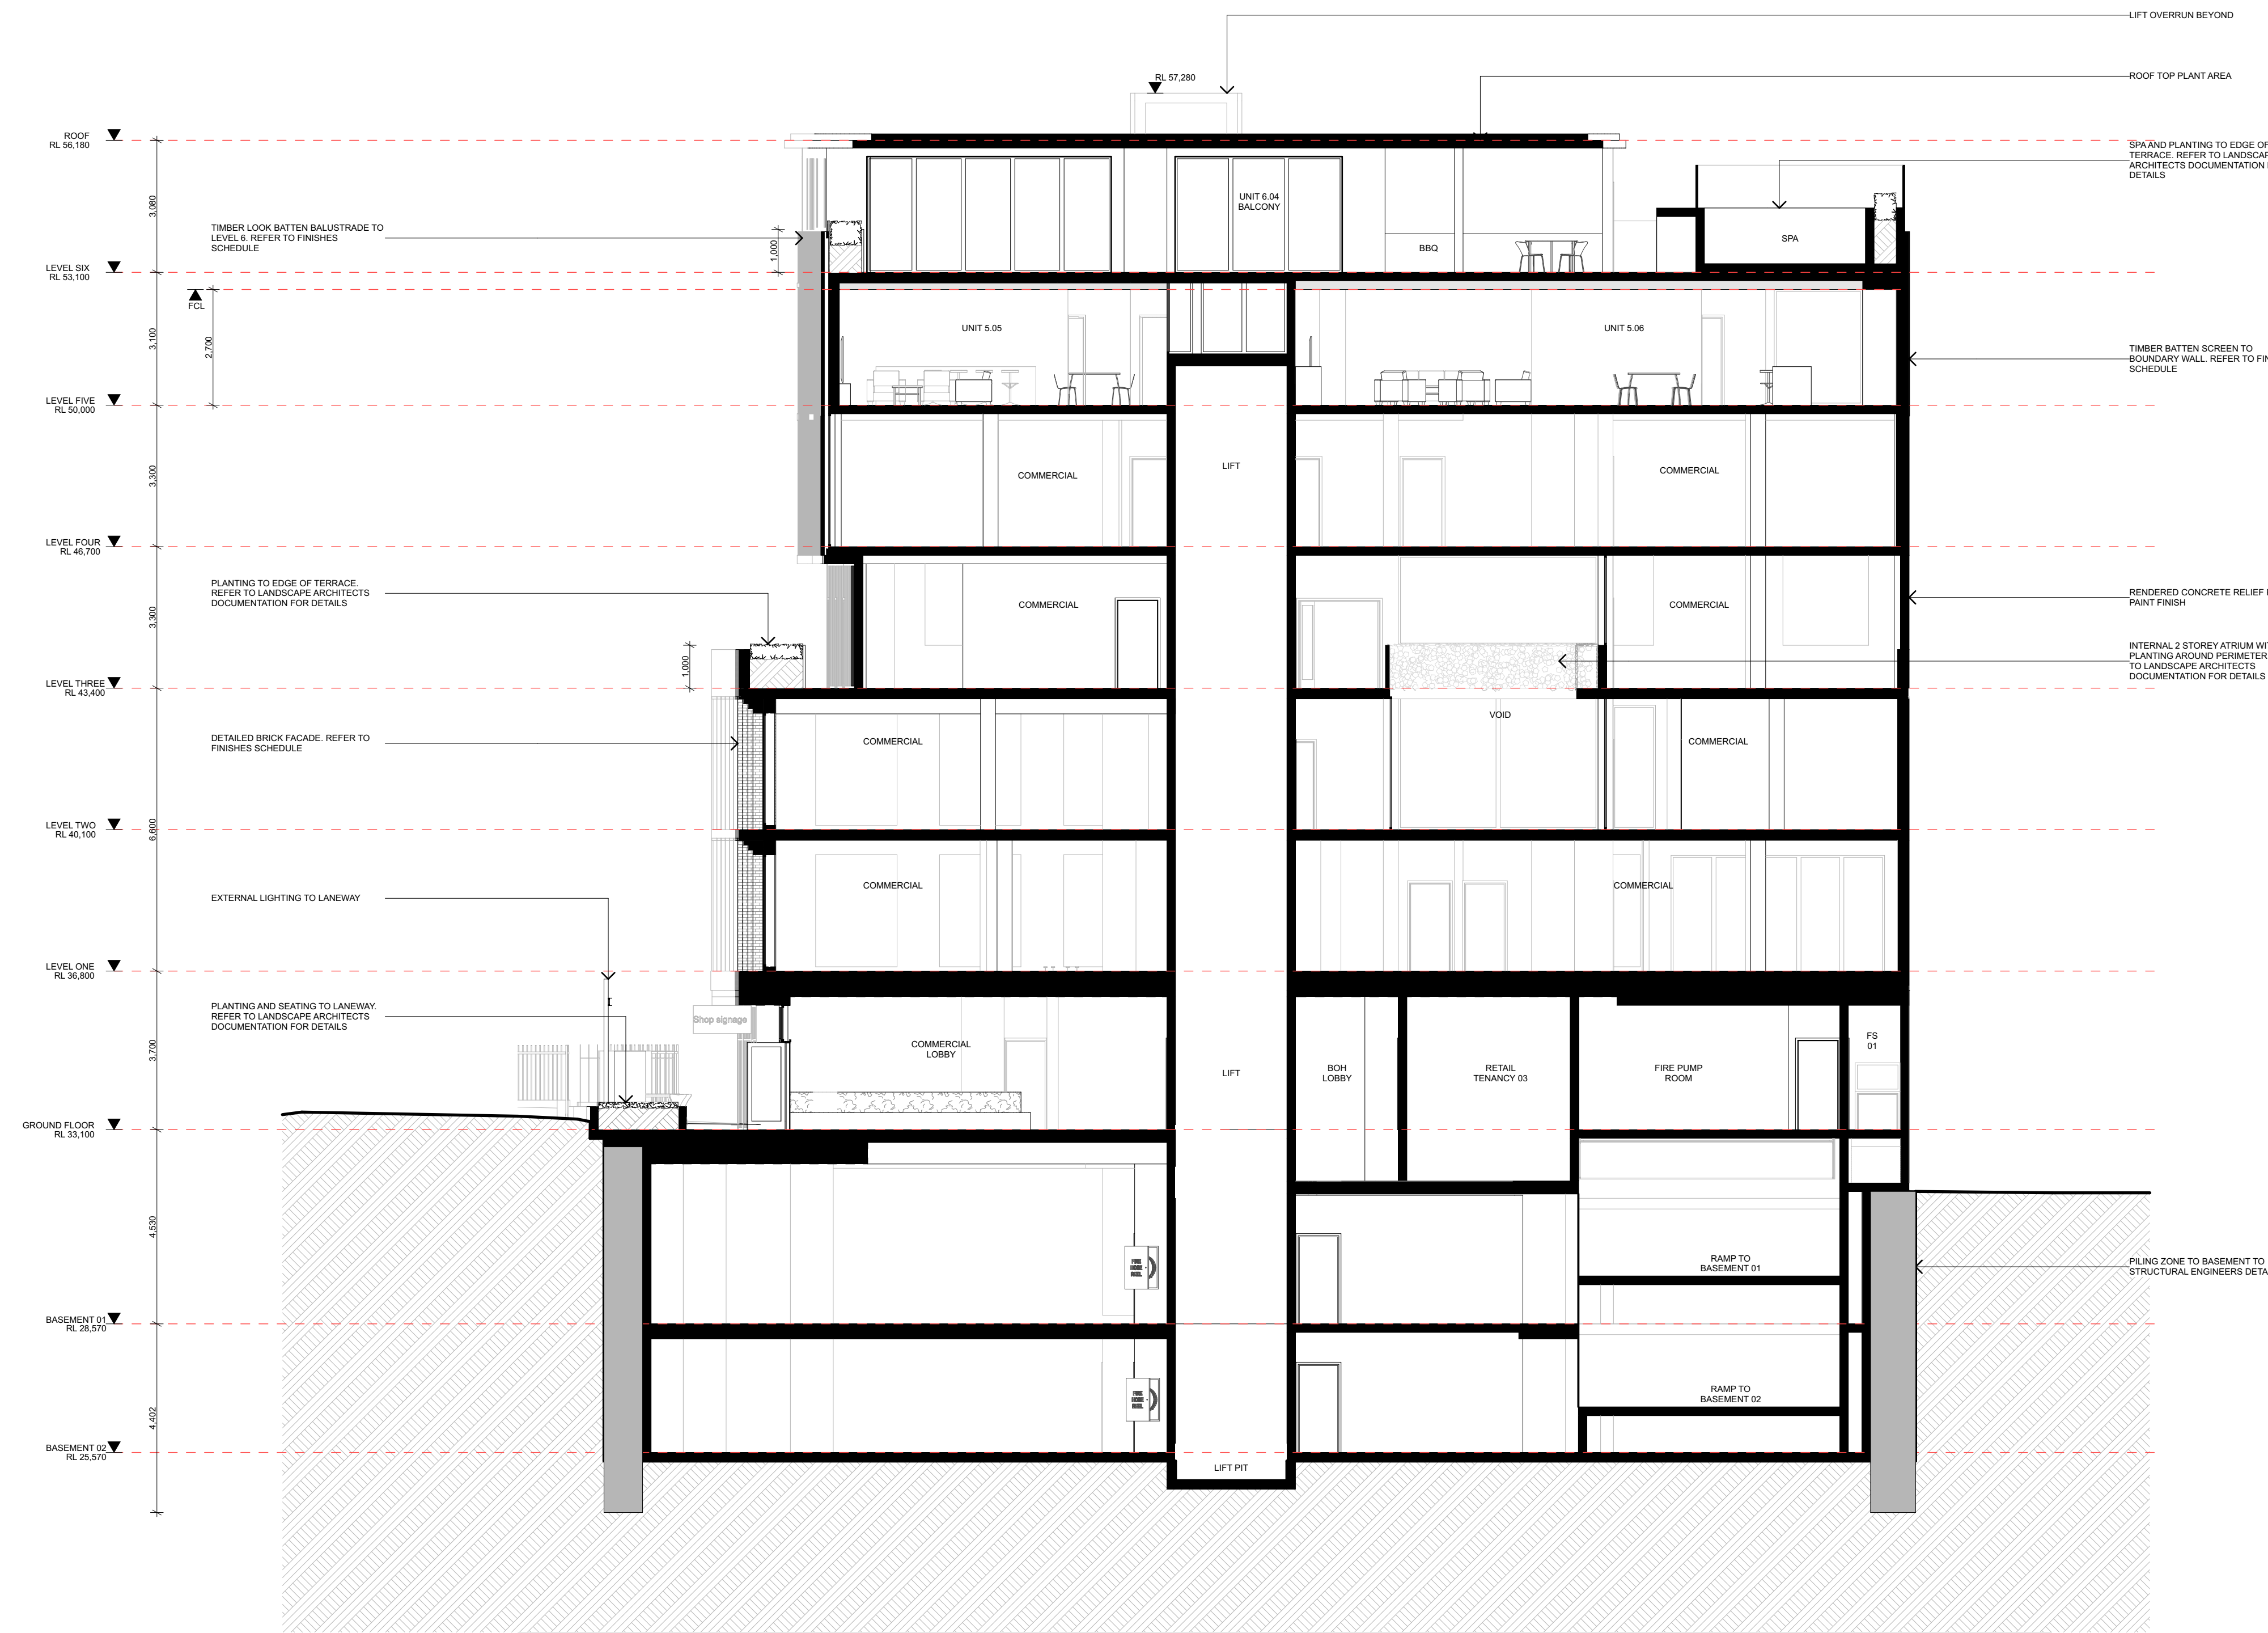 LIFT OVERRUN BEYOND
ROOF TOP PLANT AREA
RL 57,280
ROOF
RL 56,180
SPA AND PLANTING TO EDGE OF
TERRACE. REFER TO
ARCHITECTS DOCUMENTATION
DETAILS
3,080
UNIT 6.04
BALCONY
TIMBER LOOK BATTEN BALUSTRADE TO
LEVEL 6. REFER TO FINISHES
SCHEDULE
1,000
BBQ
SPA
LEVEL SIX
RL 53,100
FCL
3,100
2,700
UNIT 5.05
UNIT 5.06
TIMBER BATTEN SCREEN TO
BOUNDARY WALL. REFER TO
SCHEDULE
LEVEL FIVE
RL 50,000
3,300
COMMERCIAL
LIFT
COMMERCIAL
LEVEL FOUR
RL 46,700
PLANTING TO EDGE OF TERRACE.
REFER TO LANDSCAPE ARCHITECTS
DOCUMENTATION FOR DETAILS
3,300
COMMERCIAL
COMMERCIAL
RENDERED CONCRETE RELIEF
PAINT FINISH
1,000
INTERNAL 2 STOREY ATRIUM
PLANTING AROUND PERIMETER
TO LANDSCAPE ARCHITECTS
DOCUMENTATION FOR DETAILS
LEVEL THREE
RL 43,400
VOID
DETAILED BRICK FACADE. REFER TO
FINISHES SCHEDULE
COMMERCIAL
COMMERCIAL
LEVEL TWO
RL 40,100
6,600
COMMERCIAL
COMMERCIAL
EXTERNAL LIGHTING TO LANEWAY
LEVEL ONE
RL 36,800
PLANTING AND SEATING TO LANEWAY.
REFER TO LANDSCAPE ARCHITECTS
DOCUMENTATION FOR DETAILS
Shop signage
3,700
COMMERCIAL
LOBBY
LIFT
BOH
LOBBY
RETAIL
TENANCY 03
FIRE PUMP
ROOM
FS
01
GROUND FLOOR
RL 33,100
4,530
FIRE
HOSE
REEL
RAMP TO
BASEMENT 01
PILING ZONE TO BASEMENT TO
STRUCTURAL ENGINEERS
BASEMENT 01
RL 28,570
4,402
FIRE
HOSE
REEL
RAMP TO
BASEMENT 02
BASEMENT 02
RL 25,570
LIFT PIT